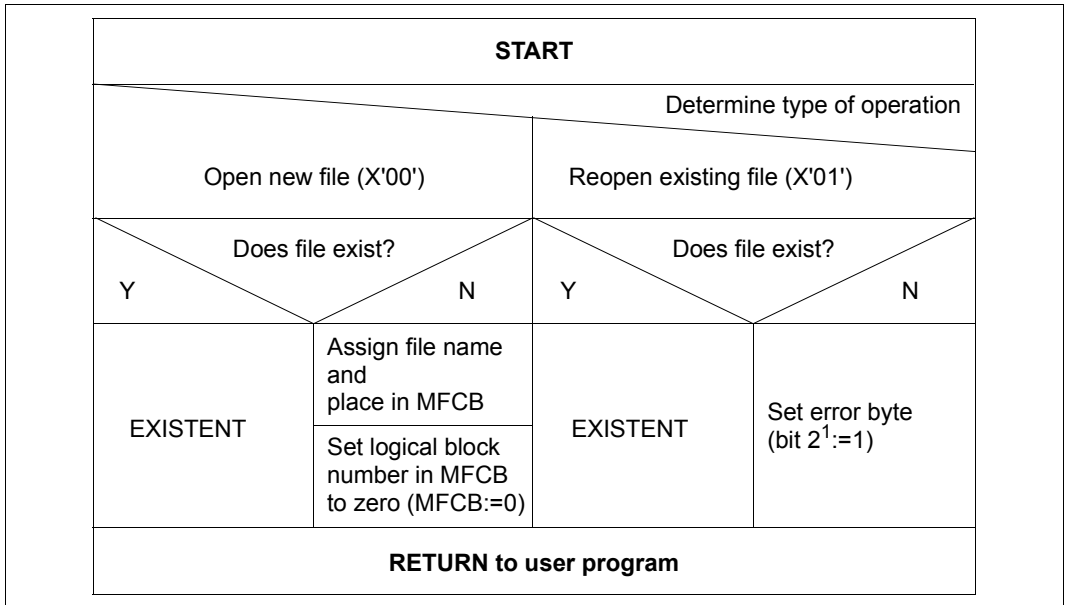 START
Determine type of operation
Open new file (X'00')
Reopen existing file (X'01')
Does file exist?
Y
N
Does file exist?
Y
N
EXISTENT
Assign file name
and
place in MFCB
Set logical block
number in MFCB
to zero (MFCB:=0)
EXISTENT
Set error byte
(bit 2¹:=1)
RETURN to user program